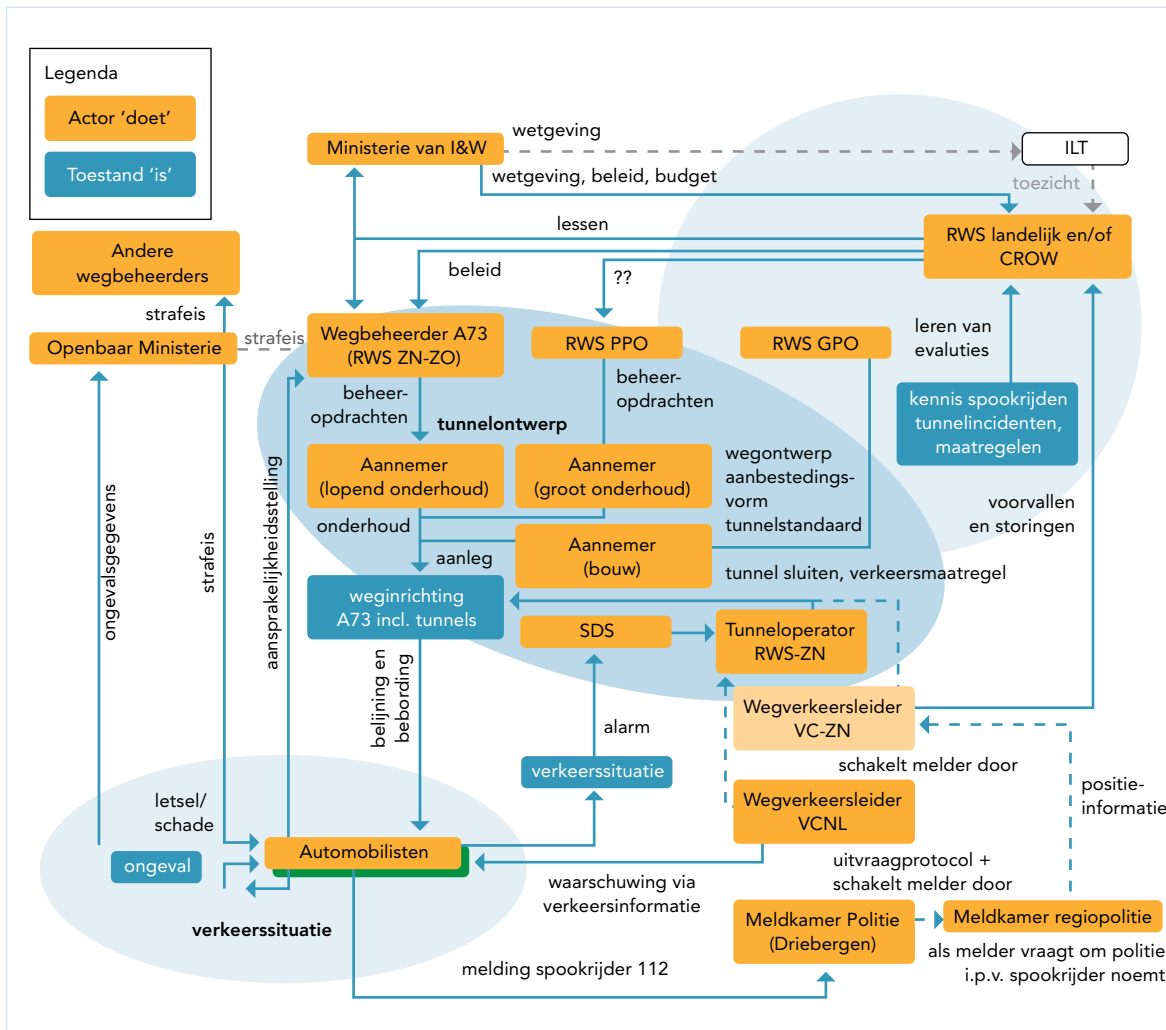 Legenda
Actor ‘doet’
Toestand ‘is’
Ministerie van I&W
wetgeving
ILT
wetgeving, beleid, budget
toezicht
lessen
RWS landelijk en/of
CROW
Andere
wegbeheerders
beleid
??
strafeis
Openbaar Ministerie
strafeis
Wegbeheerder A73
(RWS ZN-ZO)
RWS PPO
RWS GPO
leren van
evaluties
beheer-
opdrachten
beheer-
opdrachten
kennis spookrijden
tunnelincidenten,
maatregelen
tunnelontwerp
Aannemer
(lopend onderhoud)
Aannemer
(groot onderhoud)
wegontwerp
aanbestedings-
vorm
tunnelstandaard
voorvallen
en storingen
onderhoud
aanleg
Aannemer
(bouw)
tunnel sluiten, verkeersmaatregel
ongevalsgegevens
strafeis
aansprakelijkheidsstelling
weginrichting
A73 incl. tunnels
SDS
Tunneloperator
RWS-ZN
belijning en
bebording
alarm
Wegverkeersleider
VC-ZN
verkeerssituatie
schakelt melder door
positie-
informatie
letsel/
schade
Wegverkeersleider
VCNL
ongeval
Automobilisten
waarschuwing via
verkeersinformatie
uitvraagprotocol +
schakelt melder door
verkeerssituatie
Meldkamer Politie
(Driebergen)
Meldkamer regiopolitie
als melder vraagt om politie
i.p.v. spookrijder noemt
melding spookrijder 112